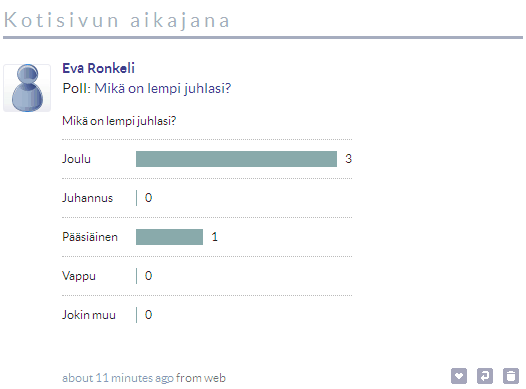 Kotisivun aikajana
Eva Ronkeli
Poll: Mikä on lempi juhlasi?
Mikä on lempi juhlasi?
Joulu 3
Juhannus 0
Pääsiäinen 1
Vappu 0
Jokin muu 0
about 11 minutes ago from web